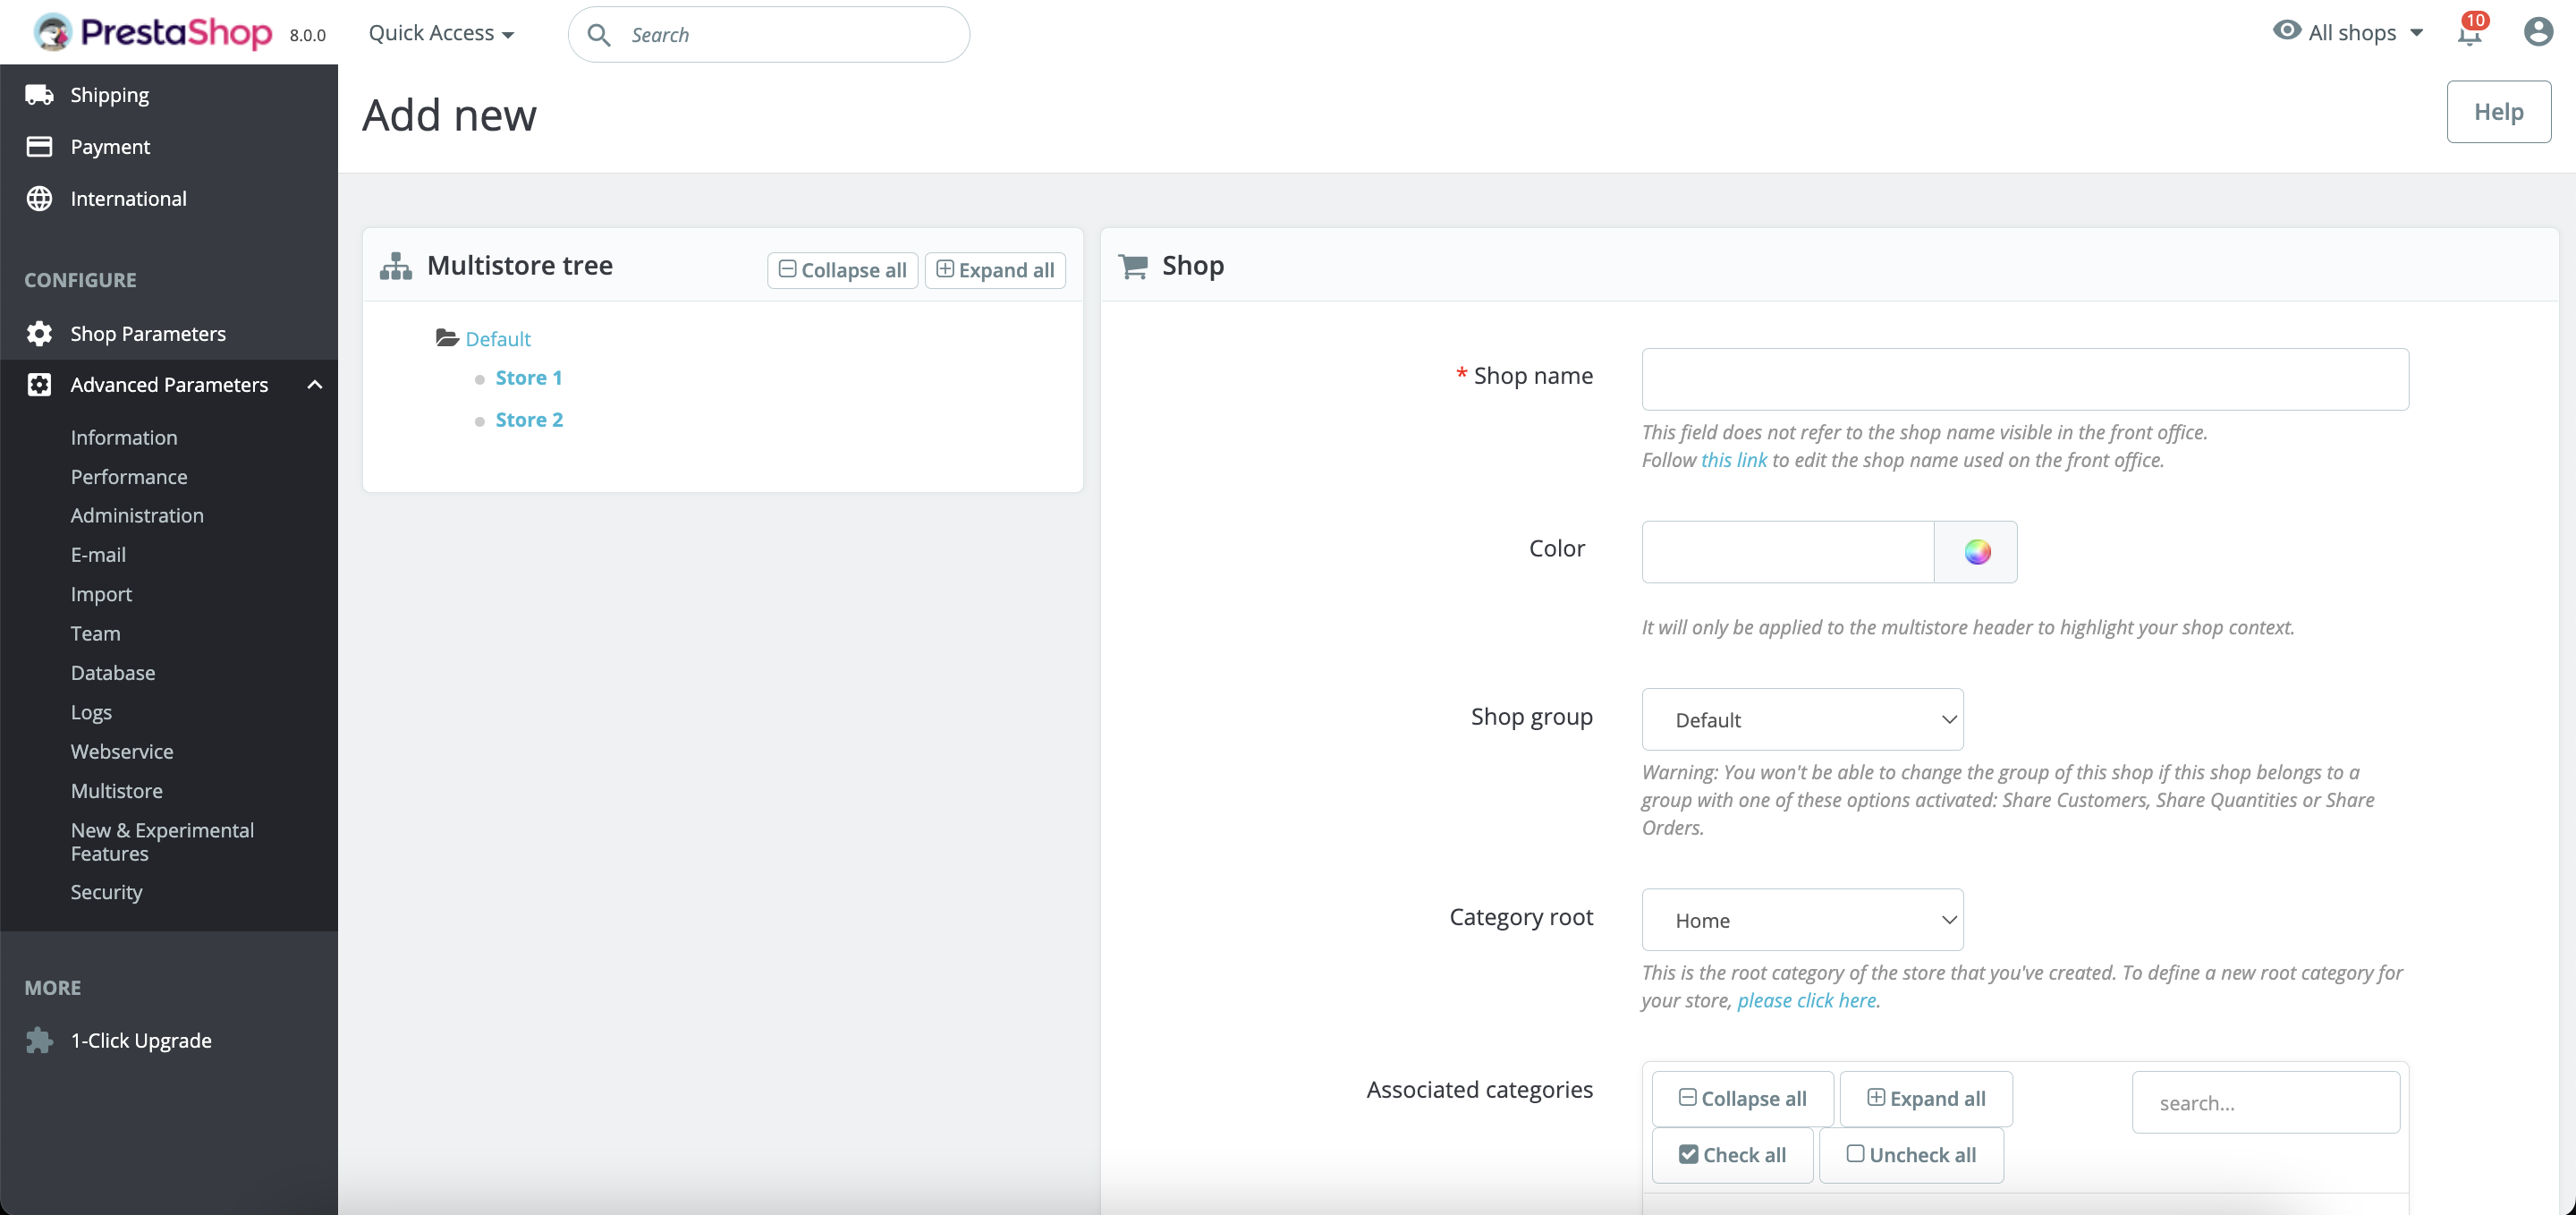 PrestaShop 8.0.0
Quick Access
Search
All shops
10
Shipping
Payment
International
CONFIGURE
Shop Parameters
Advanced Parameters
Information
Performance
Administration
E-mail
Import
Team
Database
Logs
Webservice
Multistore
New & Experimental
Features
Security
MORE
1-Click Upgrade
Add new
Help
Multistore tree
Collapse all
Expand all
Default
Store 1
Store 2
Shop
* Shop name
This field does not refer to the shop name visible in the front office.
Follow this link to edit the shop name used on the front office.
Color
It will only be applied to the multistore header to highlight your shop context.
Shop group
Default
Warning: You won't be able to change the group of this shop if this shop belongs to a
group with one of these options activated: Share Customers, Share Quantities or Share
Orders.
Category root
Home
This is the root category of the store that you've created. To define a new root category for
your store, please click here.
Associated categories
Collapse all
Expand all
search...
Check all
Uncheck all